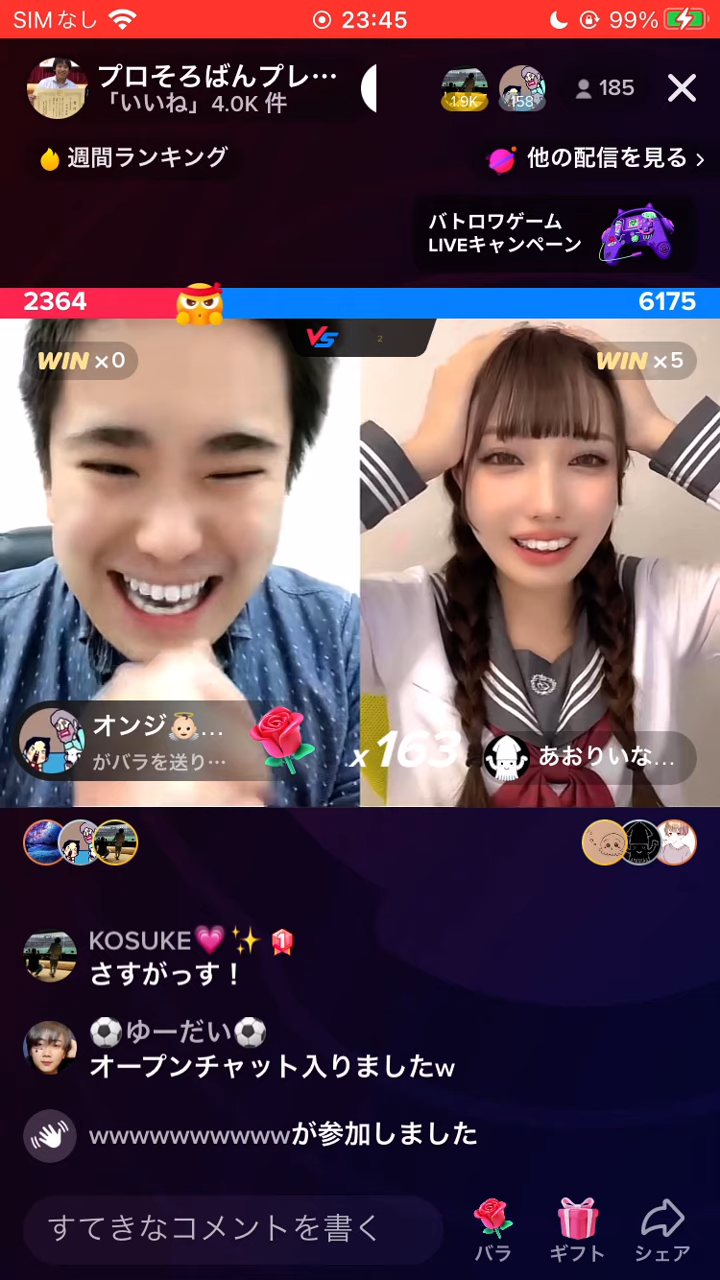 SIMなし
23:45
99%
プロそろばんプレ…
「いいね」4.0K 件
1.9K
158
185
週間ランキング
他の配信を見る
バトロワゲーム
LIVEキャンペーン
2364
6175
WIN x0
VS
2
WIN x5
オンジ👼🏻...
がバラを送り…
x 163
あおりいな...
KOSUKE💗✨ 1
さすがっす！
⚽ゆーだい⚽
オープンチャット入りましたw
wwwwwwwwwwwが参加しました
すてきなコメントを書く
バラ
ギフト
シェア